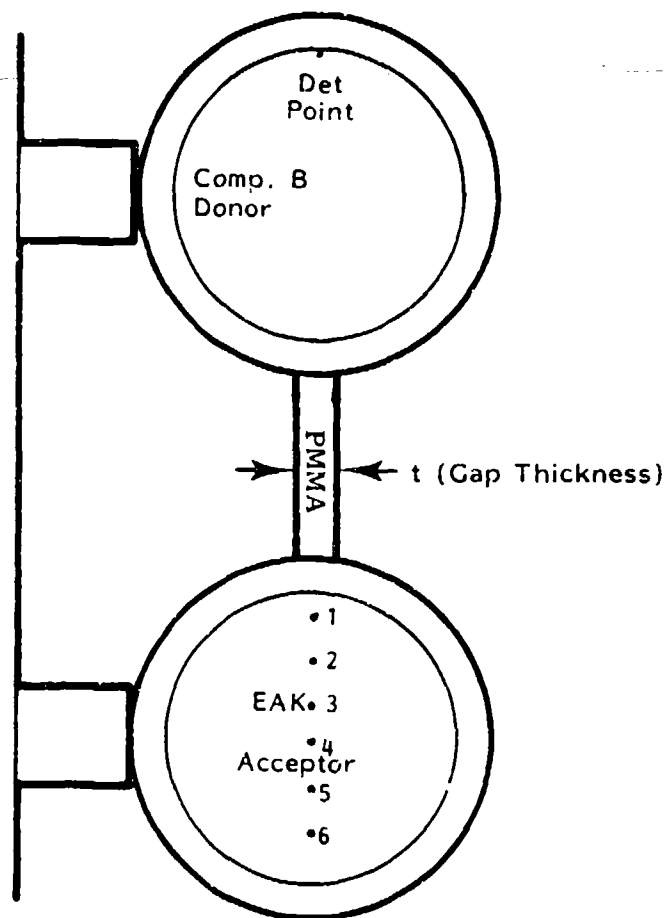 Det
Point
Comp. B
Donor
PMMA
t (Gap Thickness)
1
2
EAK 3
4
Acceptor
5
6